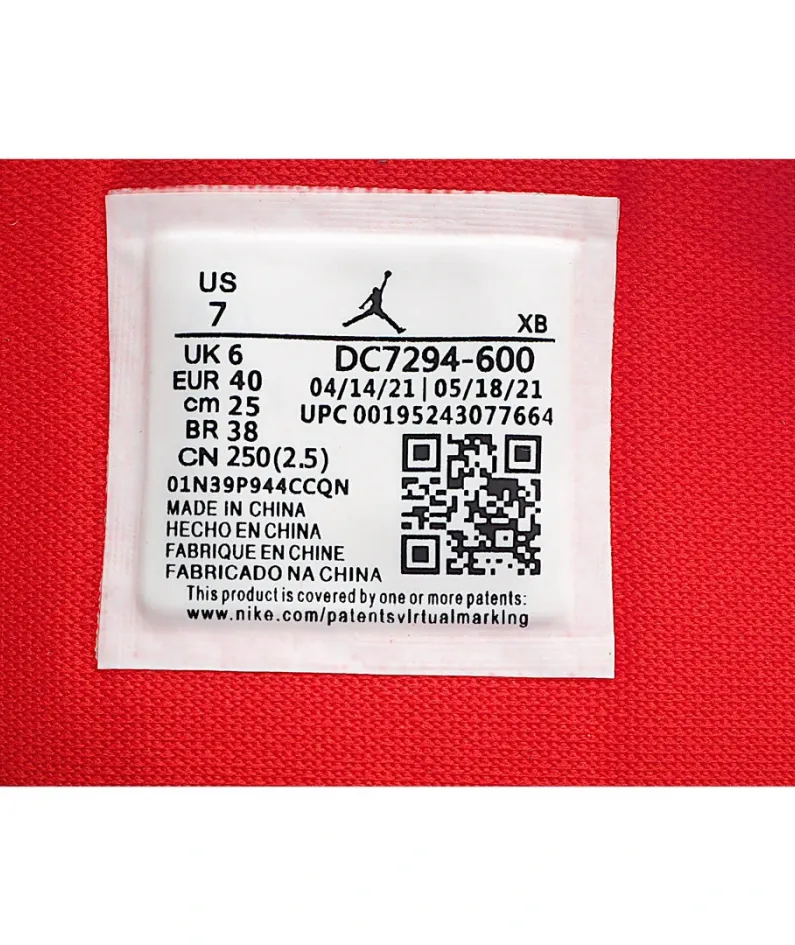 US
7
XB
UK 6
EUR 40
cm 25
BR 38
CN 250(2.5)
DC7294-600
04/14/21|05/18/21
UPC 00195243077664
01N39P944CCQN
MADE IN CHINA
HECHO EN CHINA
FABRIQUE EN CHINE
FABRICADO NA CHINA
This product is covered by one or more patents:
www.nike.com/patentsvirtualmarking